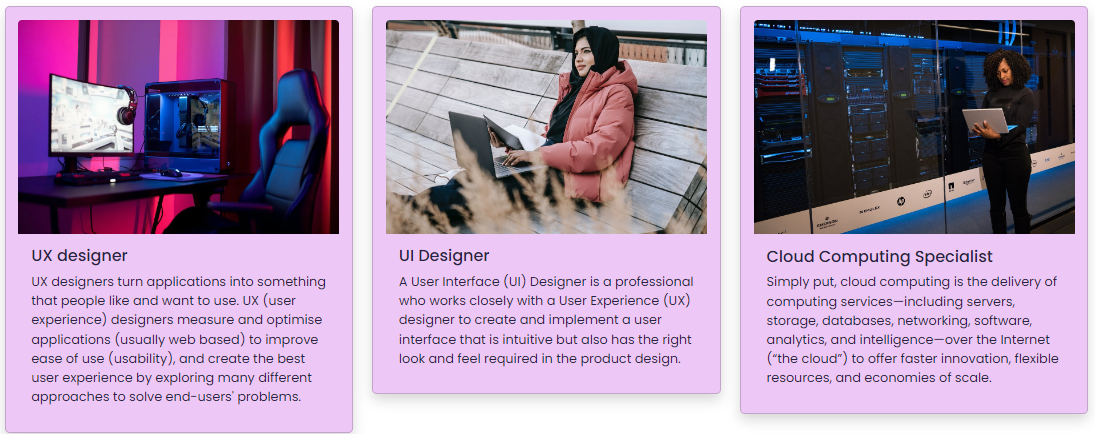 UX designer
UX designers turn applications into something
that people like and want to use. UX (user
experience) designers measure and optimise
applications (usually web based) to improve
ease of use (usability), and create the best
user experience by exploring many different
approaches to solve end-users' problems.
UI Designer
A User Interface (UI) Designer is a professional
who works closely with a User Experience (UX)
designer to create and implement a user
interface that is intuitive but also has the right
look and feel required in the product design.
Cloud Computing Specialist
Simply put, cloud computing is the delivery of
computing services—including servers,
storage, databases, networking, software,
analytics, and intelligence—over the Internet
(“the cloud”) to offer faster innovation, flexible
resources, and economies of scale.